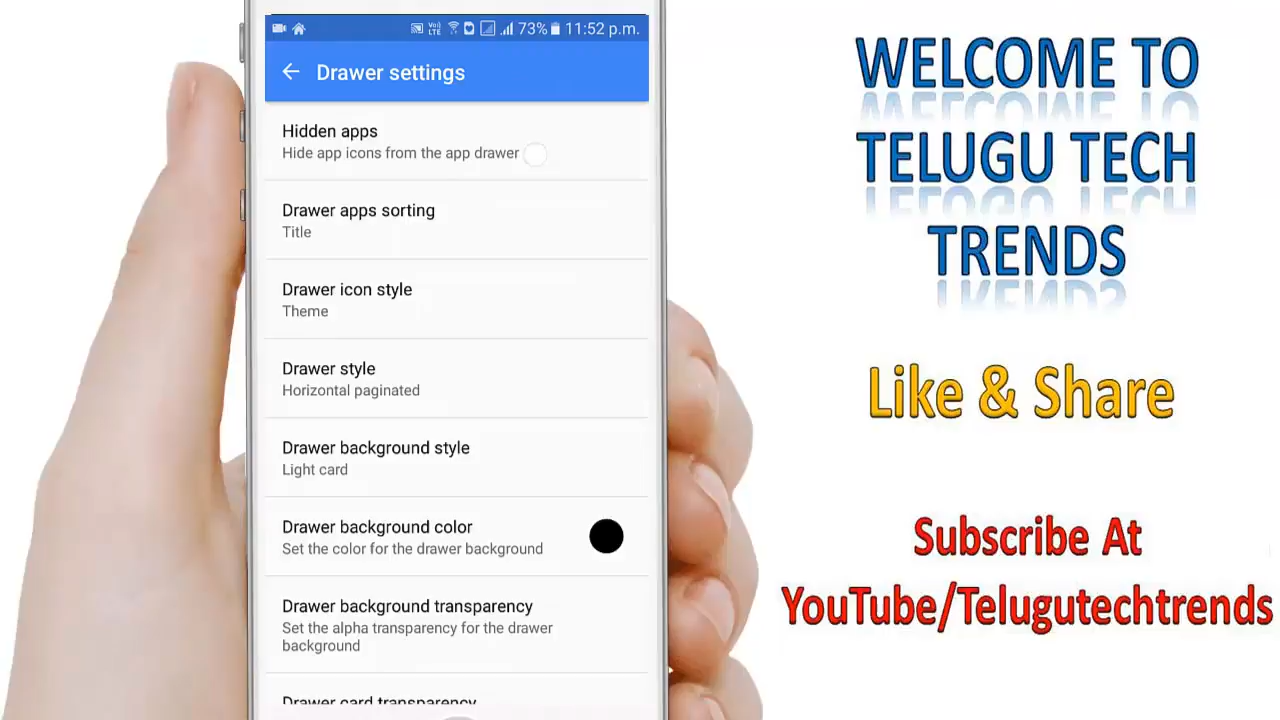 73% 11:52 p.m.
Drawer settings
Hidden apps
Hide app icons from the app drawer
Drawer apps sorting
Title
Drawer icon style
Theme
Drawer style
Horizontal paginated
Drawer background style
Light card
Drawer background color
Set the color for the drawer background
Drawer background transparency
Set the alpha transparency for the drawer
background
Drawer card transparency
WELCOME TO
TELUGU TECH
TRENDS
Like & Share
Subscribe At
YouTube/Telugutechtrends